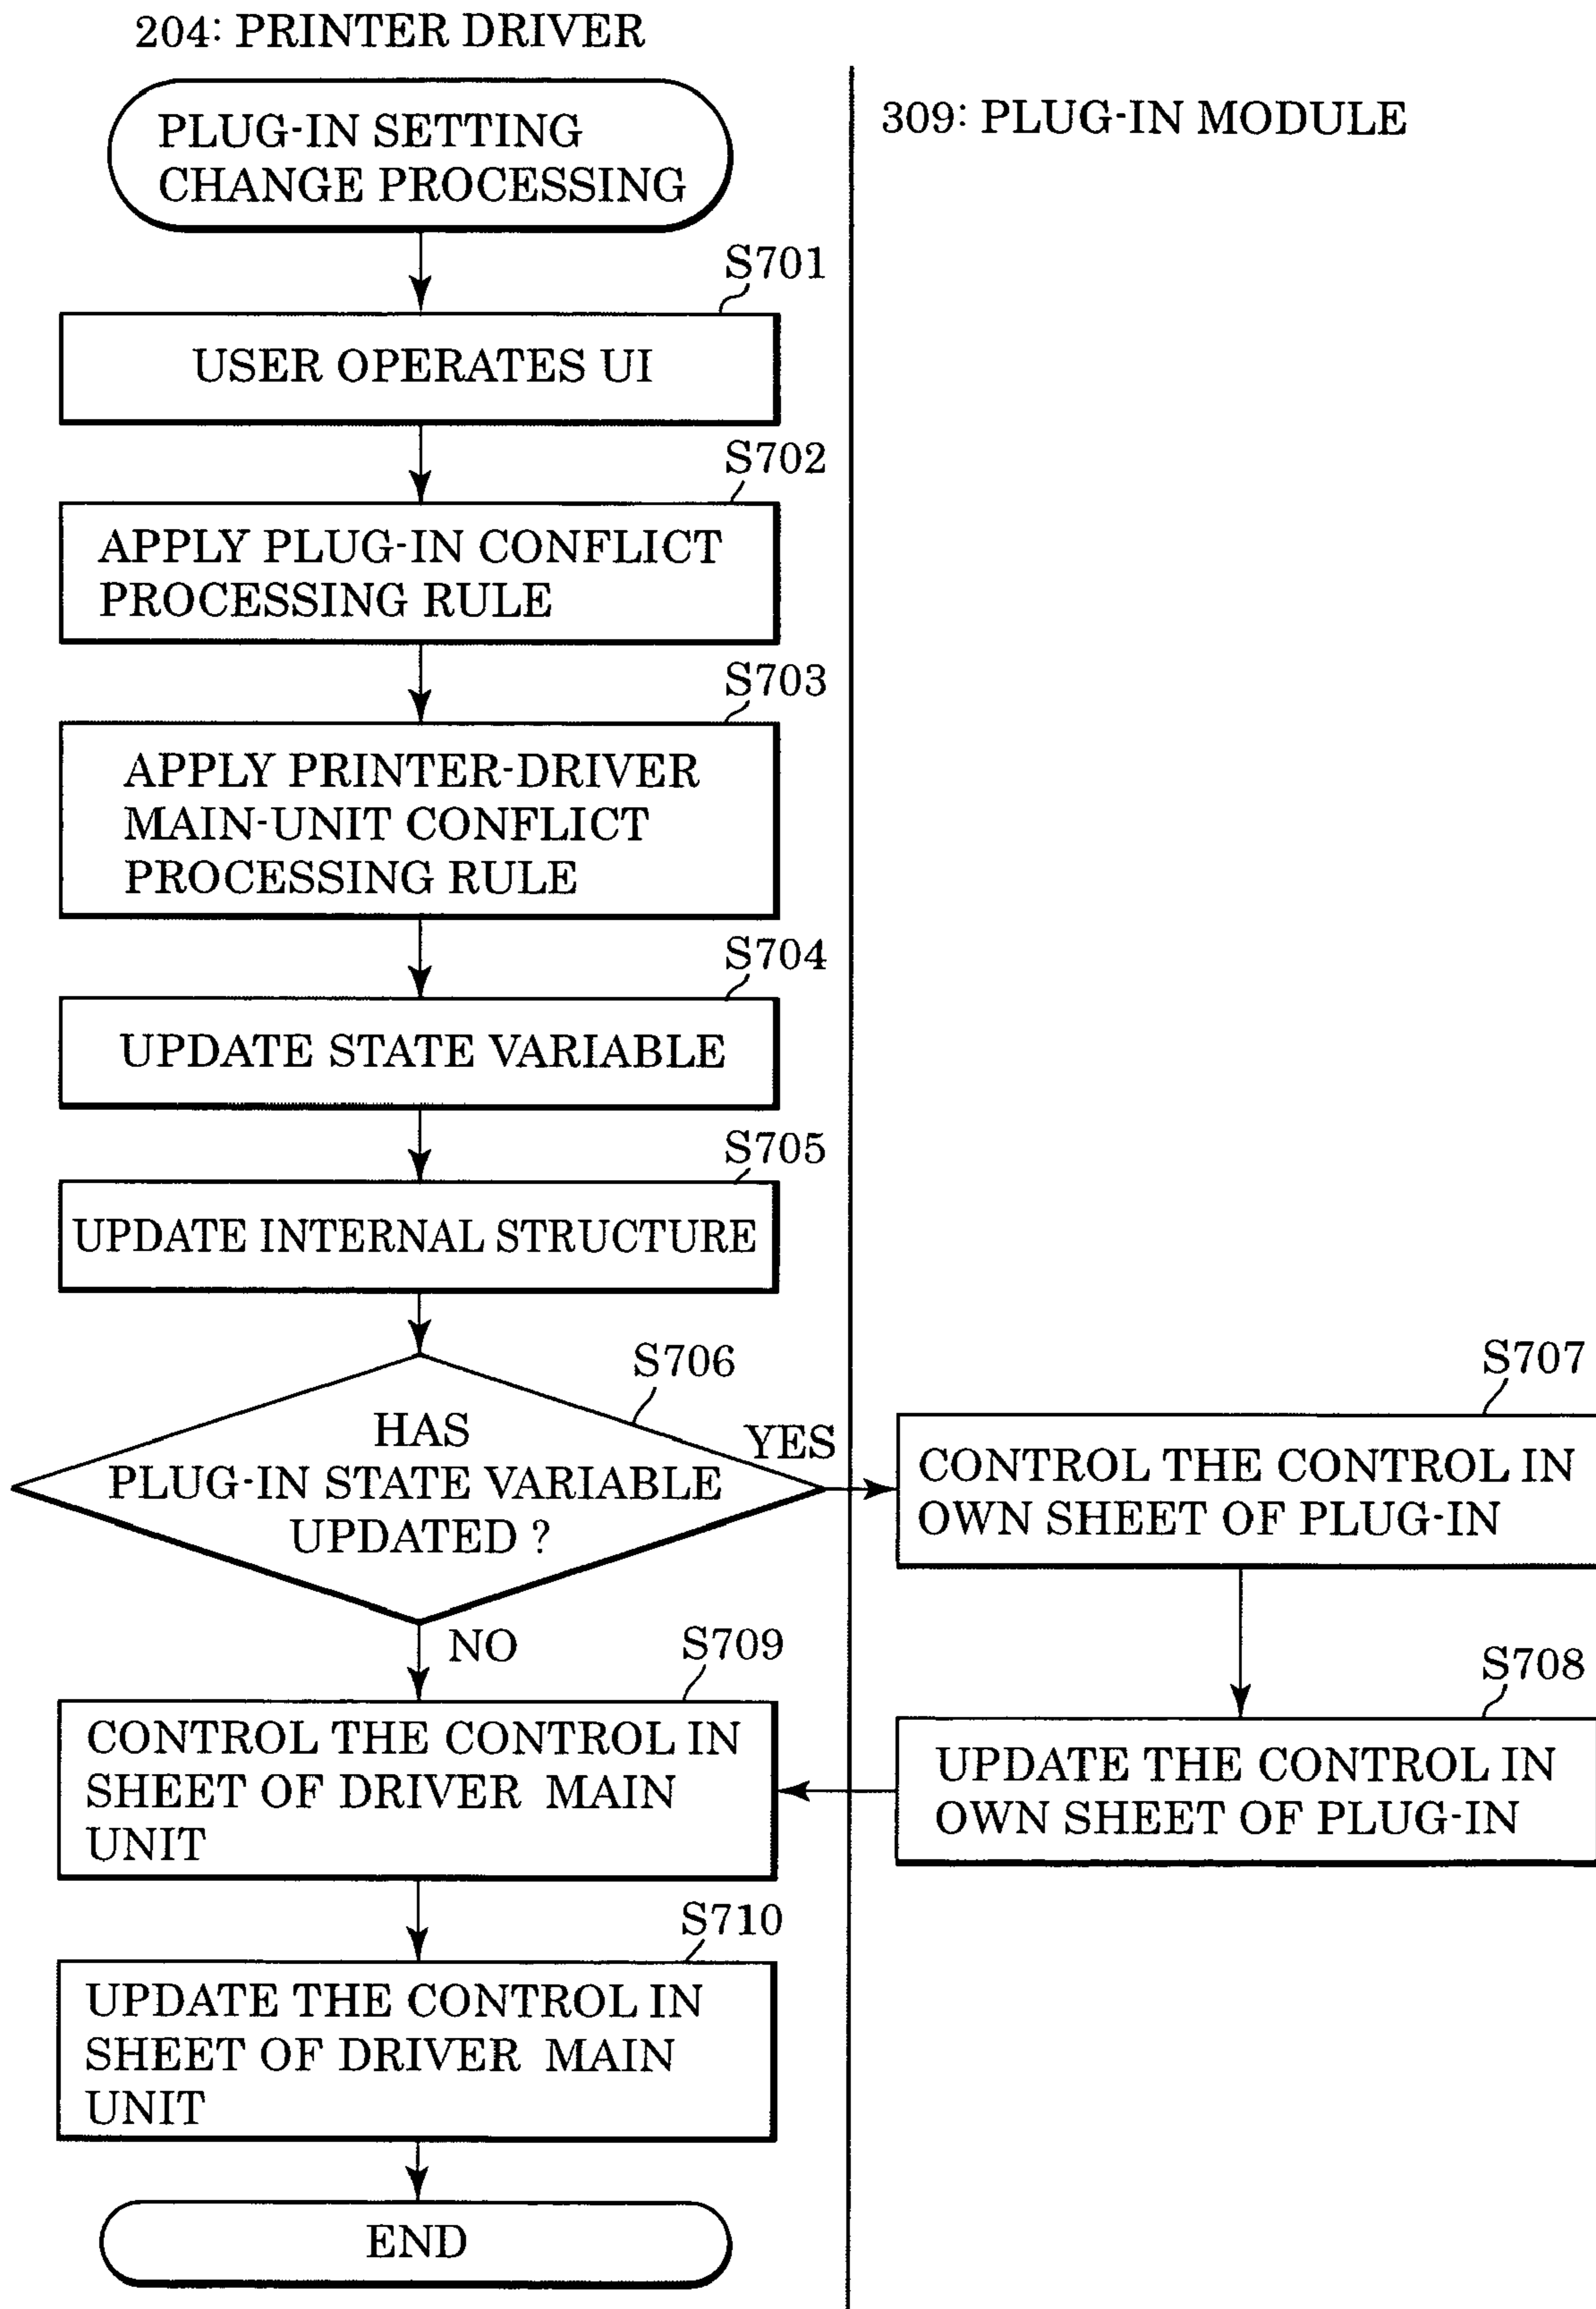 204: PRINTER DRIVER
PLUG-IN SETTING
CHANGE PROCESSING
309: PLUG-IN MODULE
S701
USER OPERATES UI
S702
APPLY PLUG-IN CONFLICT
PROCESSING RULE
S703
APPLY PRINTER-DRIVER
MAIN-UNIT CONFLICT
PROCESSING RULE
S704
UPDATE STATE VARIABLE
S705
UPDATE INTERNAL STRUCTURE
S706
HAS
PLUG-IN STATE VARIABLE
UPDATED ?
YES
NO
S707
CONTROL THE CONTROL IN
OWN SHEET OF PLUG-IN
S708
UPDATE THE CONTROL IN
OWN SHEET OF PLUG-IN
S709
CONTROL THE CONTROL IN
SHEET OF DRIVER MAIN
UNIT
S710
UPDATE THE CONTROL IN
SHEET OF DRIVER MAIN
UNIT
END